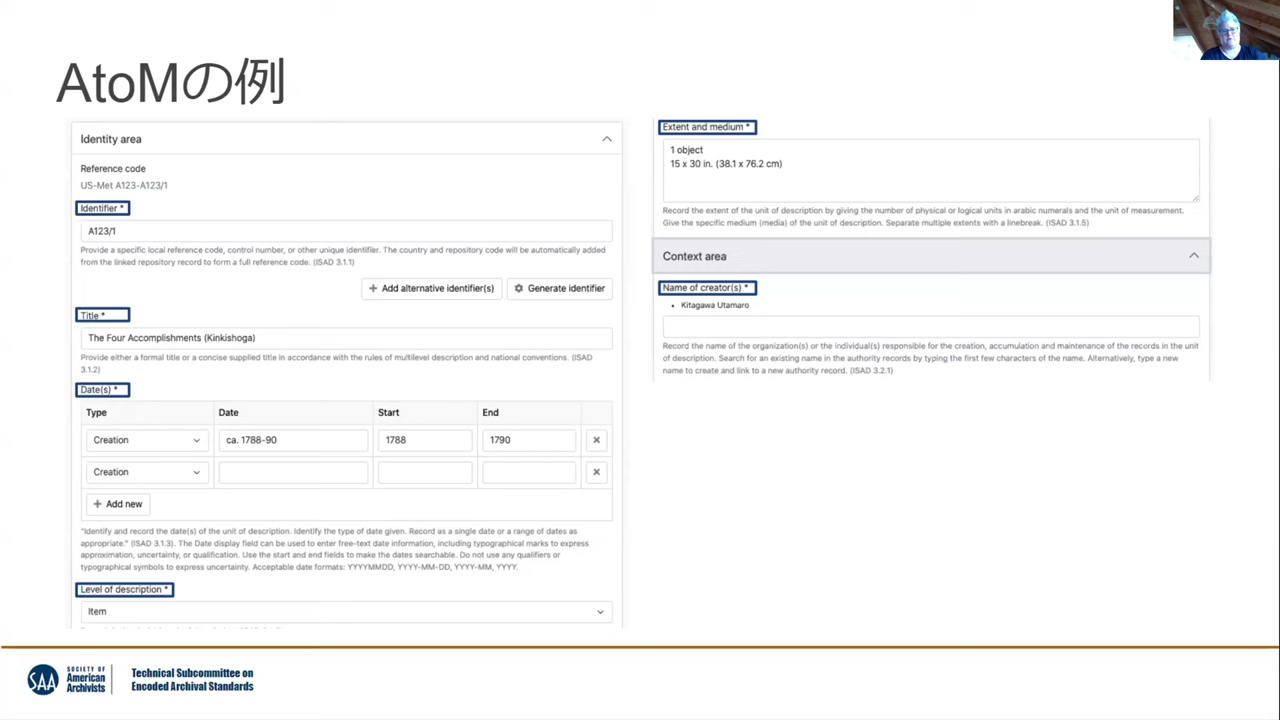 AtoMの例
Identity area
Reference code
US-Met A123-A123/1
Identifier *
A123/1
Provide a specific local reference code, control number, or other unique identifier. The country and repository code will be automatically added
from the linked repository record to form a full reference code. (ISAD 3.1.1)
+ Add alternative identifier(s)
Generate identifier
Title *
The Four Accomplishments (Kinkishoga)
Provide either a formal title or a concise supplied title in accordance with the rules of multilevel description and national conventions. (ISAD
3.1.2)
Date(s) *
Type Date Start End
Creation ca. 1788-90 1788 1790 ×
Creation ×
+ Add new
"Identify and record the date(s) of the unit of description. Identify the type of date given. Record as a single date or a range of dates as
appropriate." (ISAD 3.1.3). The Date display field can be used to enter free-text date information, including typographical marks to express
approximation, uncertainty, or qualification. Use the start and end fields to make the dates searchable. Do not use any qualifiers or
typographical symbols to express uncertainty. Acceptable date formats: YYYYMMDD, YYYY-MM-DD, YYYY-MM, YYYY.
Level of description *
Item
Extent and medium *
1 object
15 x 30 in. (38.1 x 76.2 cm)
Record the extent of the unit of description by giving the number of physical or logical units in arabic numerals and the unit of measurement.
Give the specific medium (media) of the unit of description. Separate multiple extents with a linebreak. (ISAD 3.1.5)
Context area
Name of creator(s) *
• Kitagawa Utamaro
Record the name of the organization(s) or the individual(s) responsible for the creation, accumulation and maintenance of the records in the unit
of description. Search for an existing name in the authority records by typing the first few characters of the name. Alternatively, type a new
name to create and link to a new authority record. (ISAD 3.2.1)
SAA
SOCIETY OF
American
Archivists
Technical Subcommittee on
Encoded Archival Standards